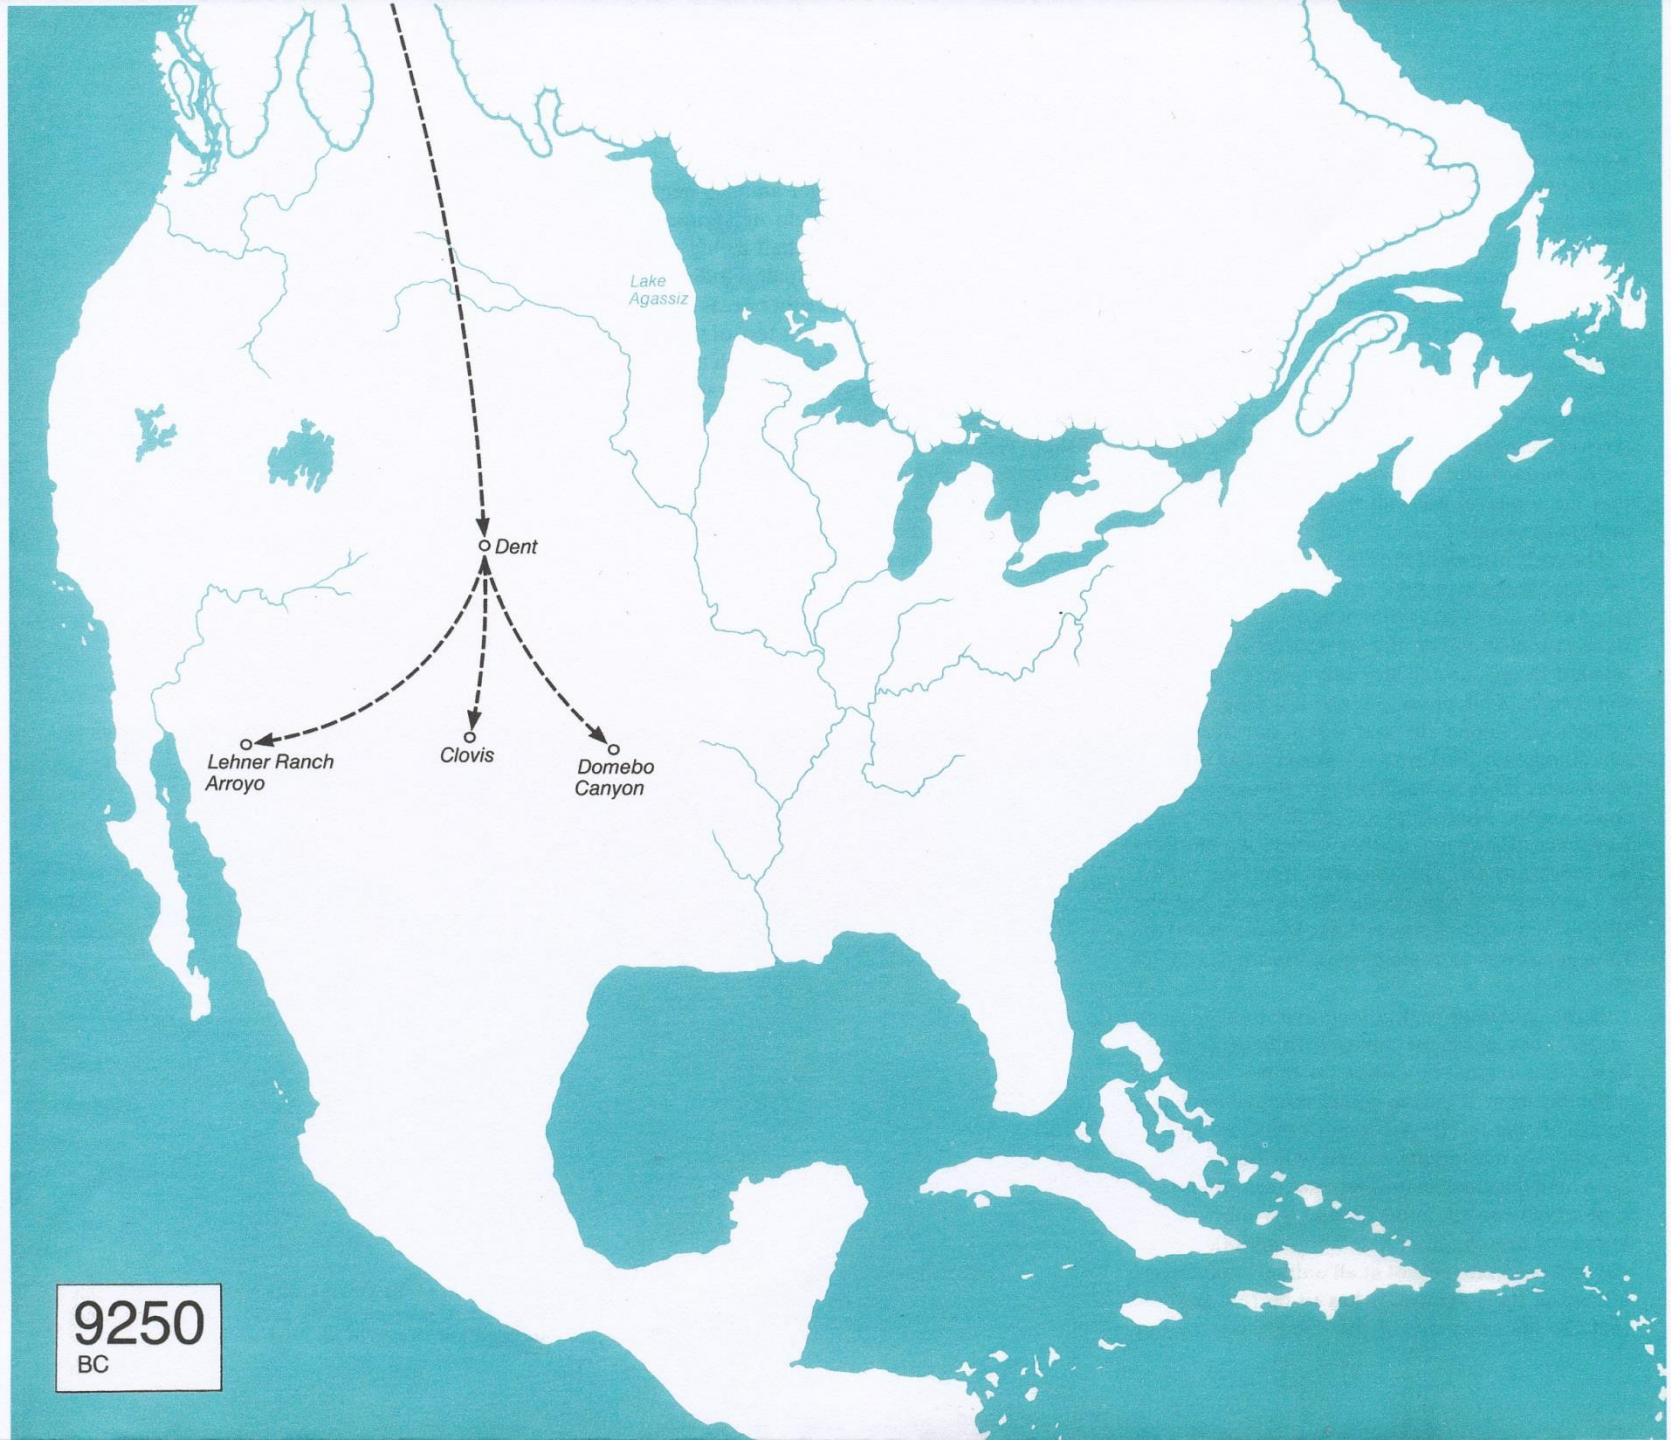 Lake
Agassiz
Dent
Lehner Ranch
Arroyo
Clovis
Domebo
Canyon
9250
BC